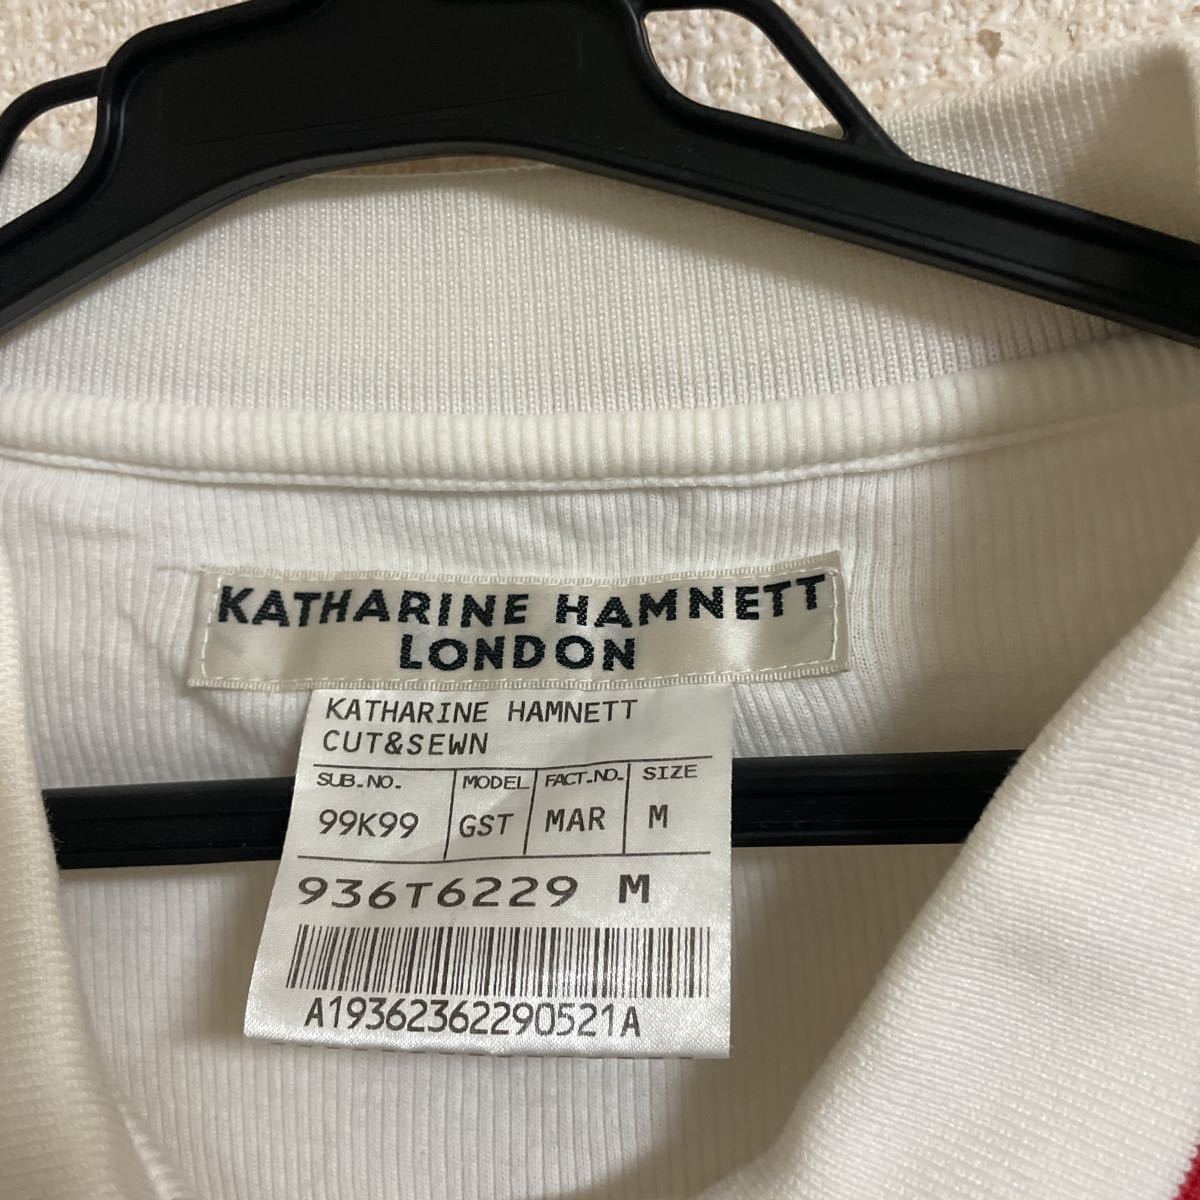 KATHARINE HAMNETT
LONDON
KATHARINE HAMNETT
CUT&SEWN
SUB.NO. MODEL FACT.NO. SIZE
99K99 GST MAR M
936T6229 M
A19362362290521A